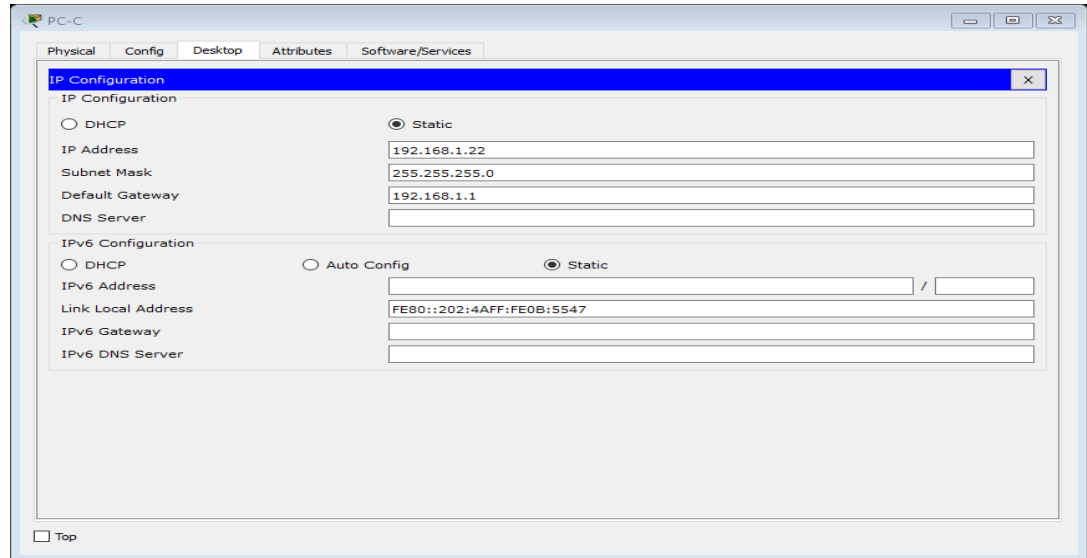 PC-C
Physical Config Desktop Attributes Software/Services
IP Configuration X
IP Configuration
DHCP Static
IP Address 192.168.1.22
Subnet Mask 255.255.255.0
Default Gateway 192.168.1.1
DNS Server
IPv6 Configuration
DHCP Auto Config Static
IPv6 Address /
Link Local Address FE80::202:4AFF:FE0B:5547
IPv6 Gateway
IPv6 DNS Server
Top